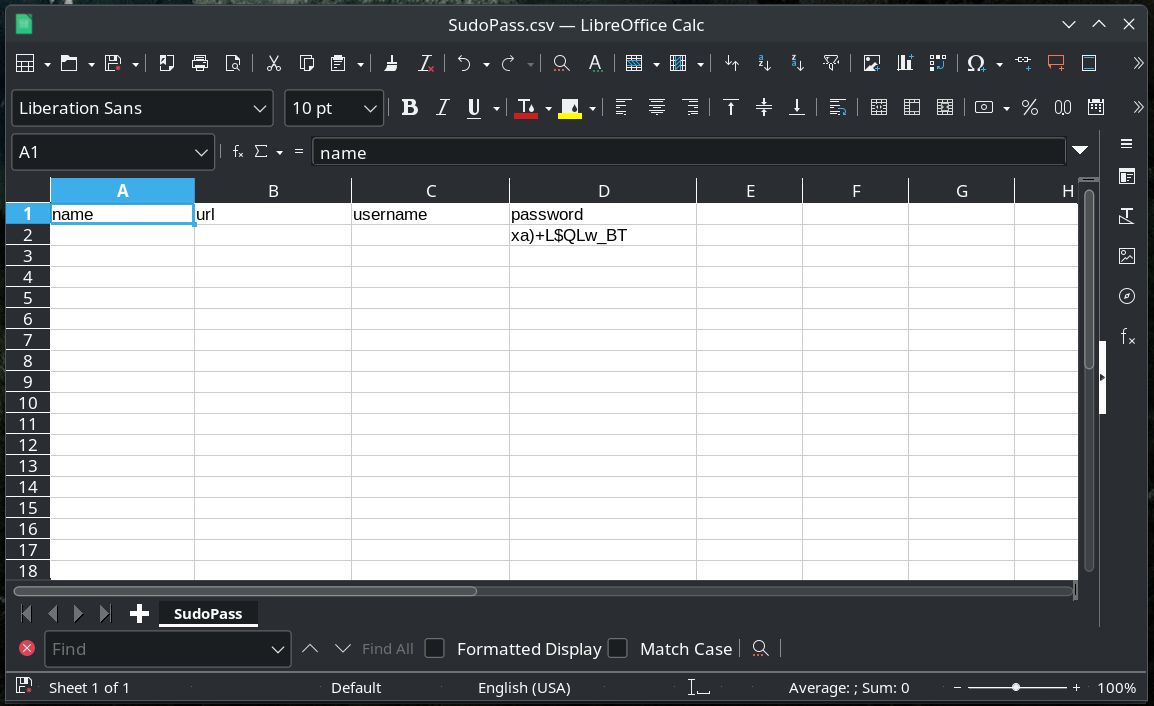 SudoPass.csv — LibreOffice Calc
Liberation Sans 10 pt
A1 name
A B C D E F G H
1 name url username password
2 xa)+L$QLw_BT
3
4
5
6
7
8
9
10
11
12
13
14
15
16
17
18
SudoPass
Find Find All Formatted Display Match Case
Sheet 1 of 1 Default English (USA) Average: ; Sum: 0 100%